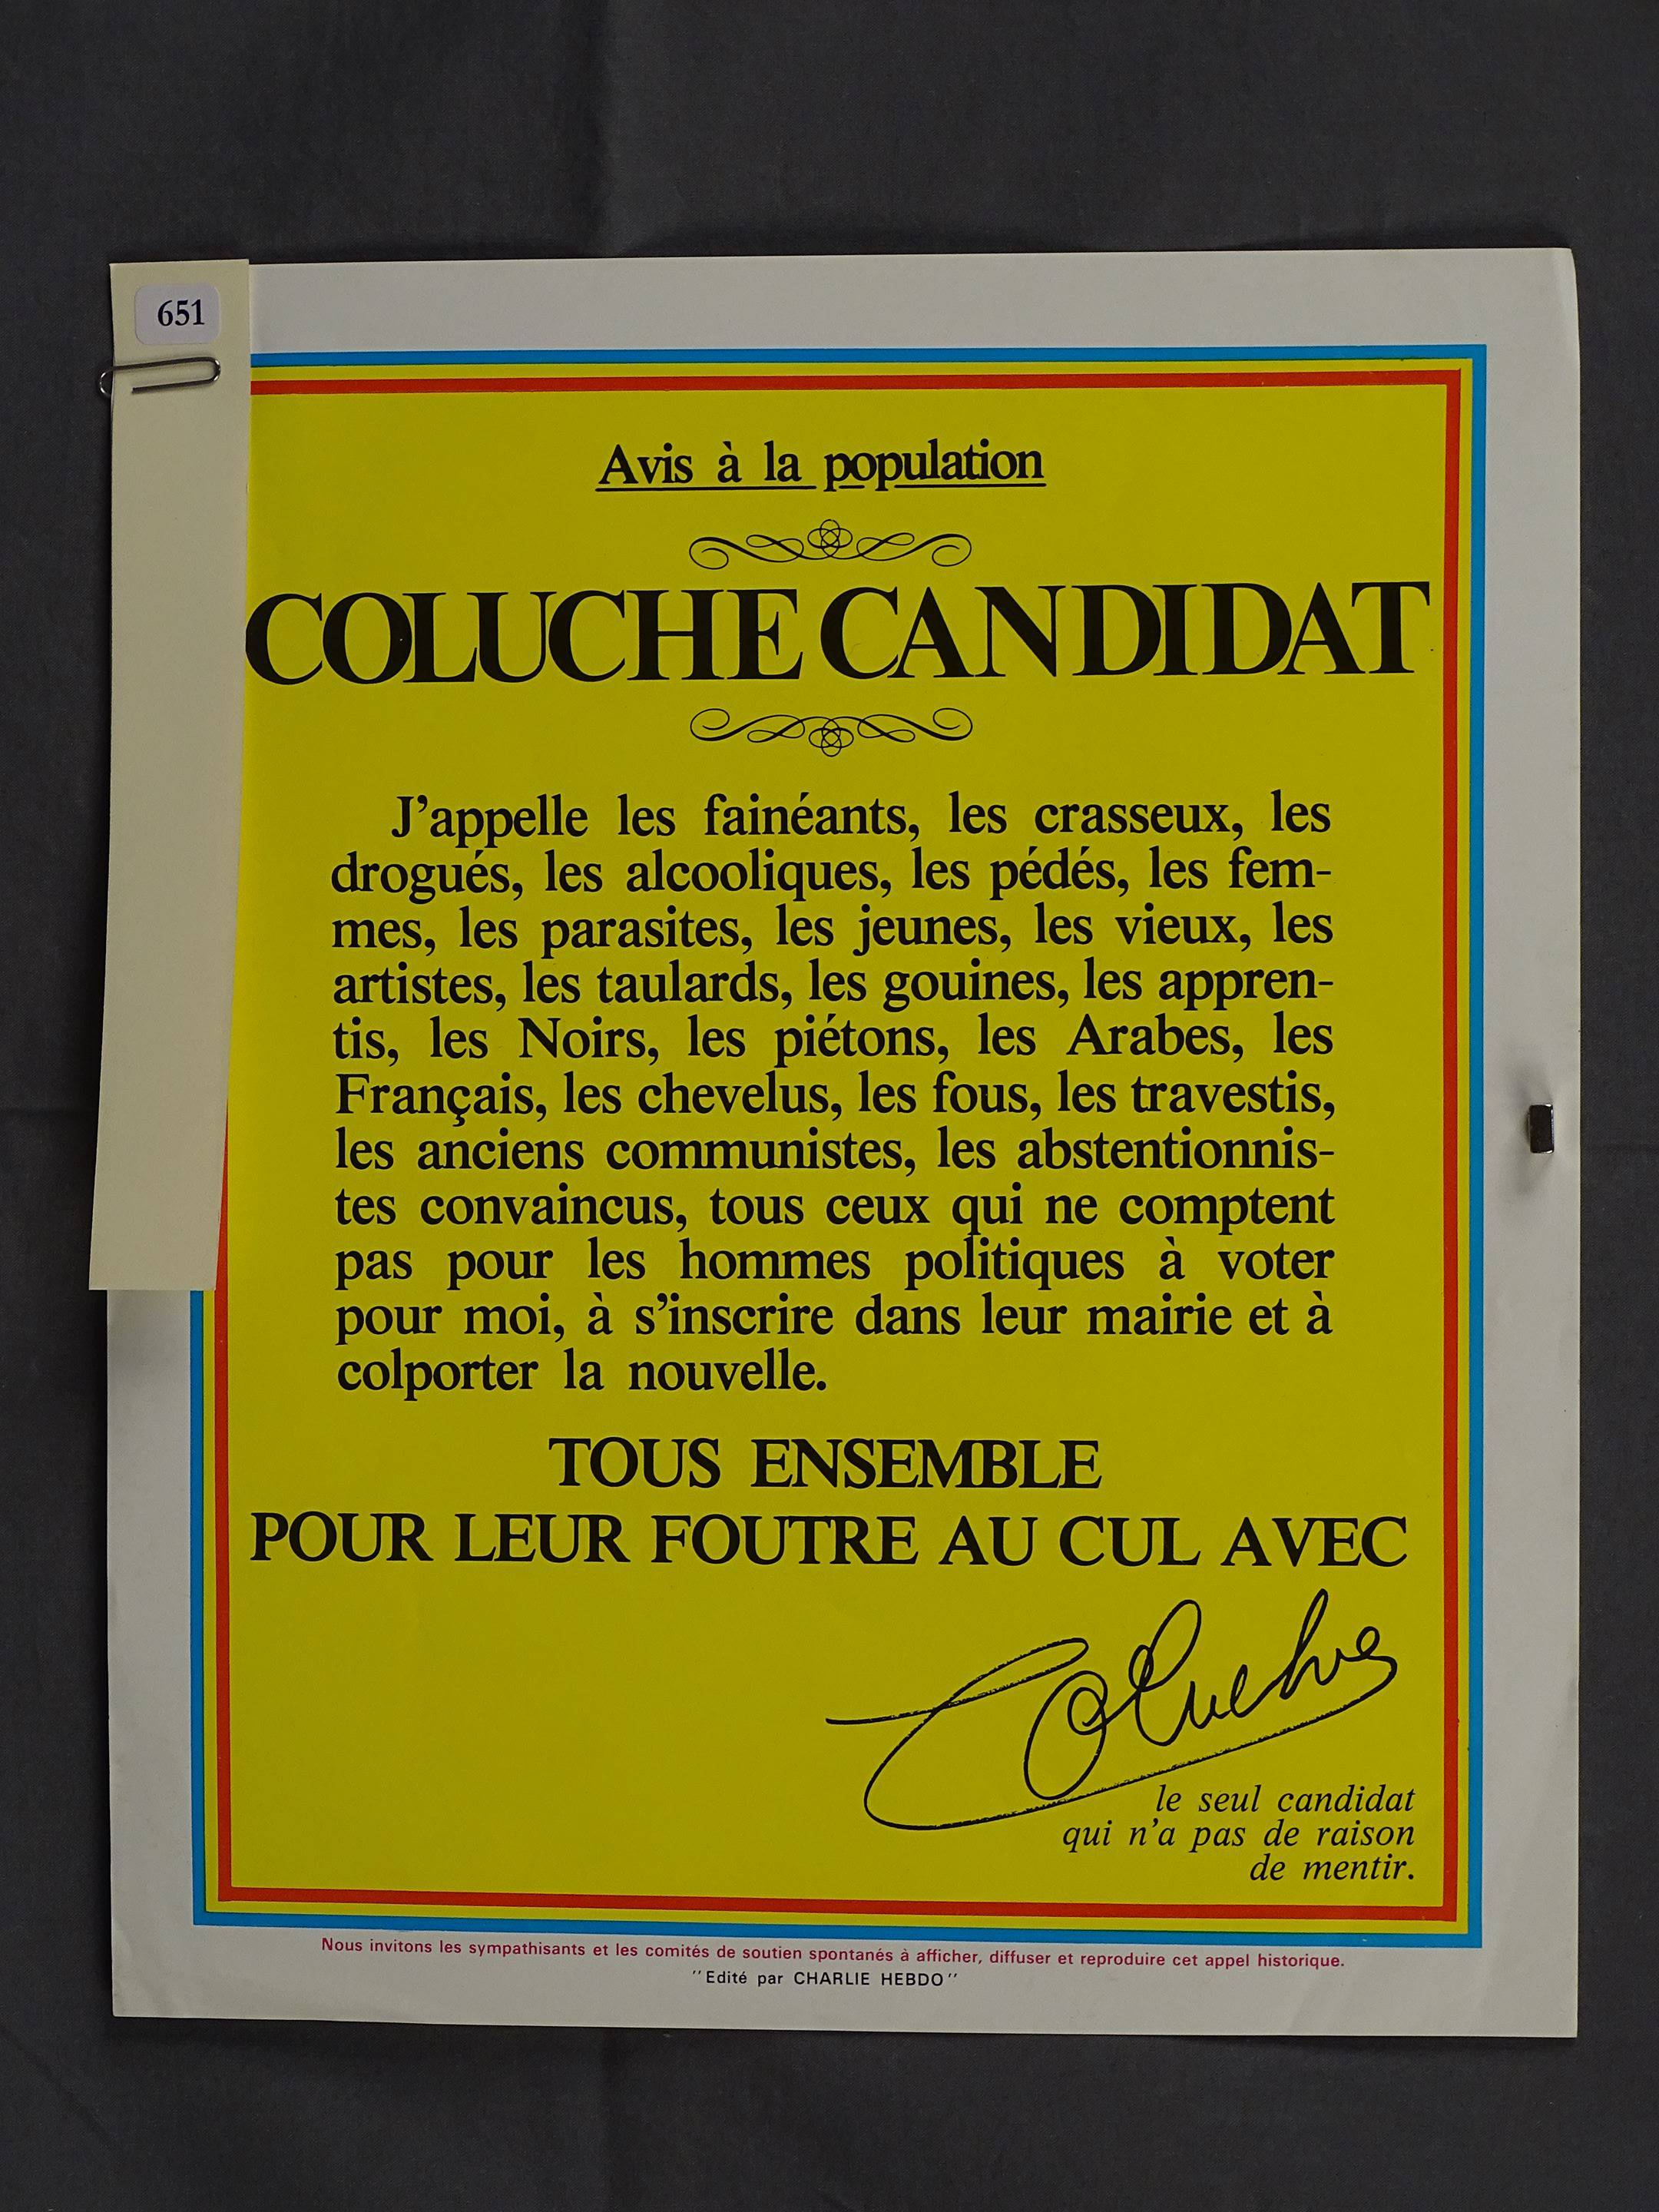 651
Avis à la population
COLUCHE CANDIDAT
J'appelle les fainéants, les crasseux, les
drogués, les alcooliques, les pédés, les fem-
mes, les parasites, les jeunes, les vieux, les
artistes, les taulards, les gouines, les appren-
tis, les Noirs, les piétons, les Arabes, les
Français, les chevelus, les fous, les travestis,
les anciens communistes, les abstentionnis-
tes convaincus, tous ceux qui ne comptent
pas pour les hommes politiques à voter
pour moi, à s'inscrire dans leur mairie et à
colporter la nouvelle.
TOUS ENSEMBLE
POUR LEUR FOUTRE AU CUL AVEC
Coluche
le seul candidat
qui n'a pas de raison
de mentir.
Nous invitons les sympathisants et les comités de soutien spontanés à afficher, diffuser et reproduire cet appel historique.
"Edité par CHARLIE HEBDO"